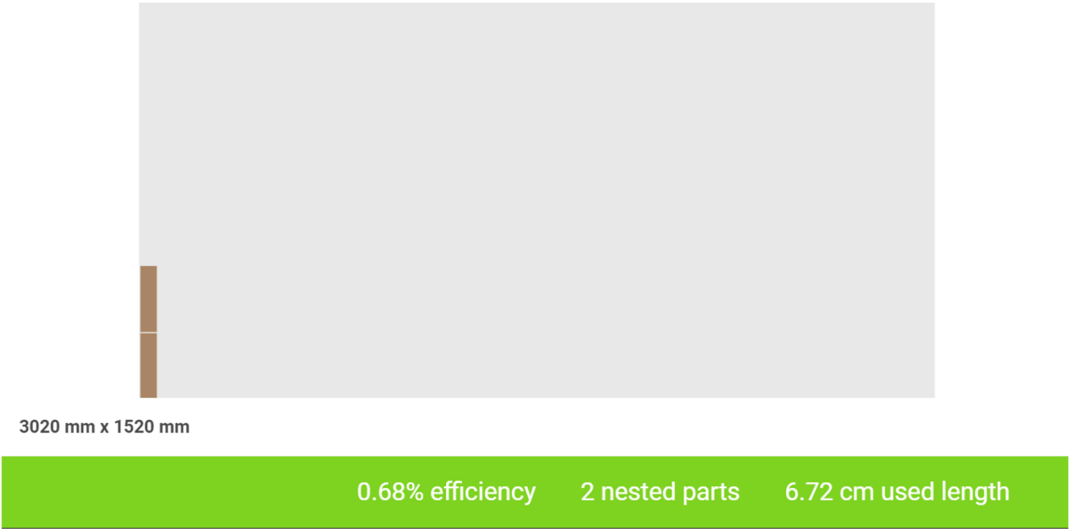 3020 mm x 1520 mm
0.68% efficiency 2 nested parts 6.72 cm used length